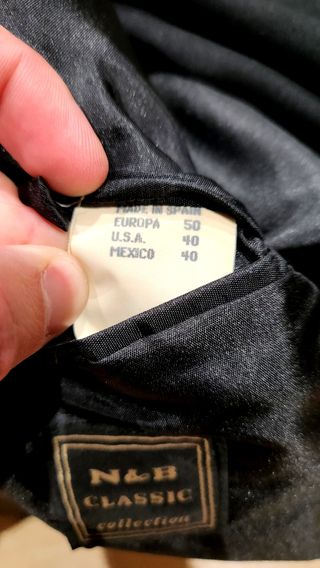 MADE IN SPAIN
EUROPA 50
U.S.A. 40
MEXICO 40
N&B
CLASSIC
collection